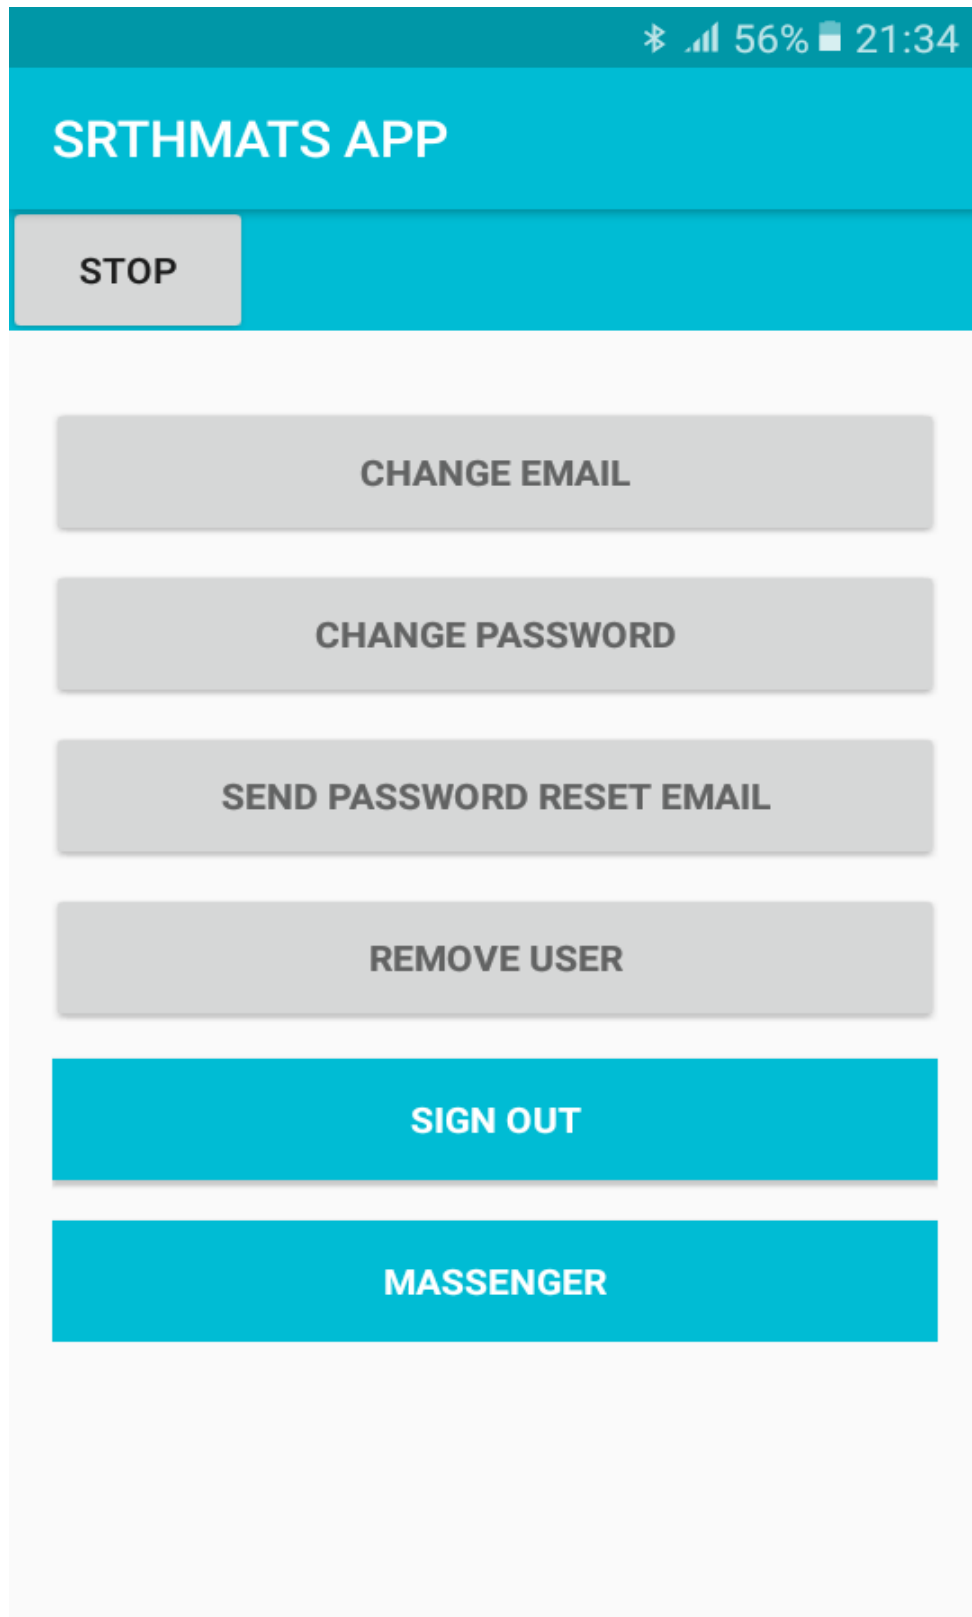 56% 21:34
SRTHMATS APP
STOP
CHANGE EMAIL
CHANGE PASSWORD
SEND PASSWORD RESET EMAIL
REMOVE USER
SIGN OUT
MASSENGER